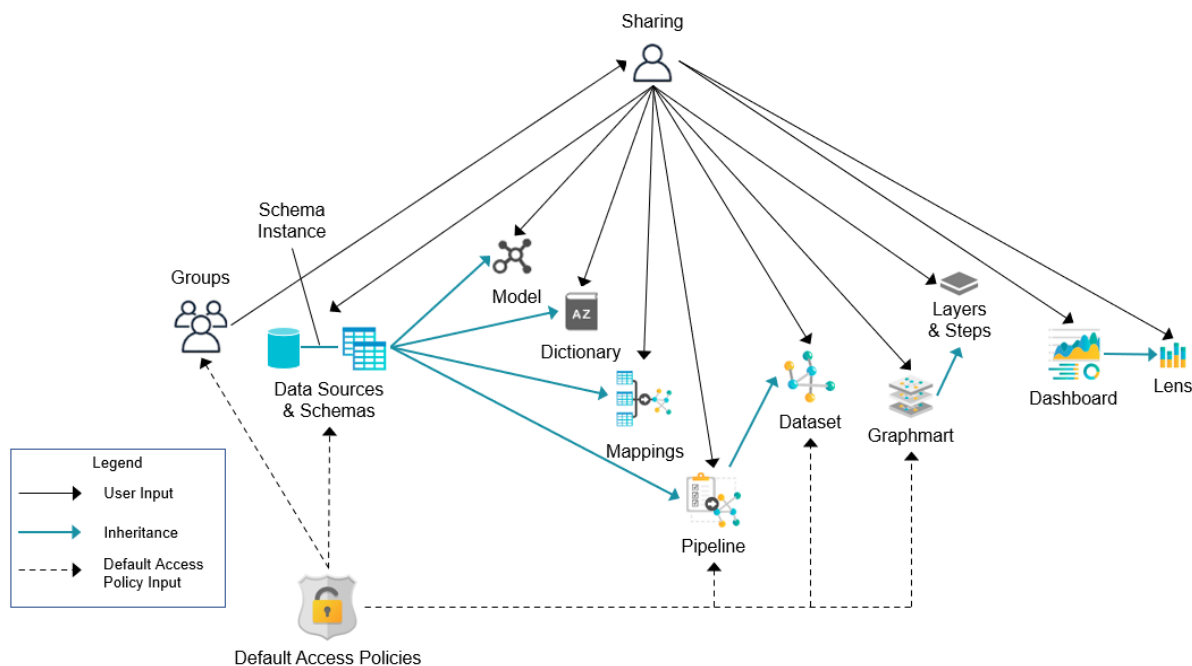 Sharing
Schema
Instance
Groups
Model
AZ
Dictionary
Layers
& Steps
Data Sources
& Schemas
Dashboard
Lens
Dataset
Graphmart
Mappings
Legend
User Input
Inheritance
Default Access
Policy Input
Pipeline
Default Access Policies